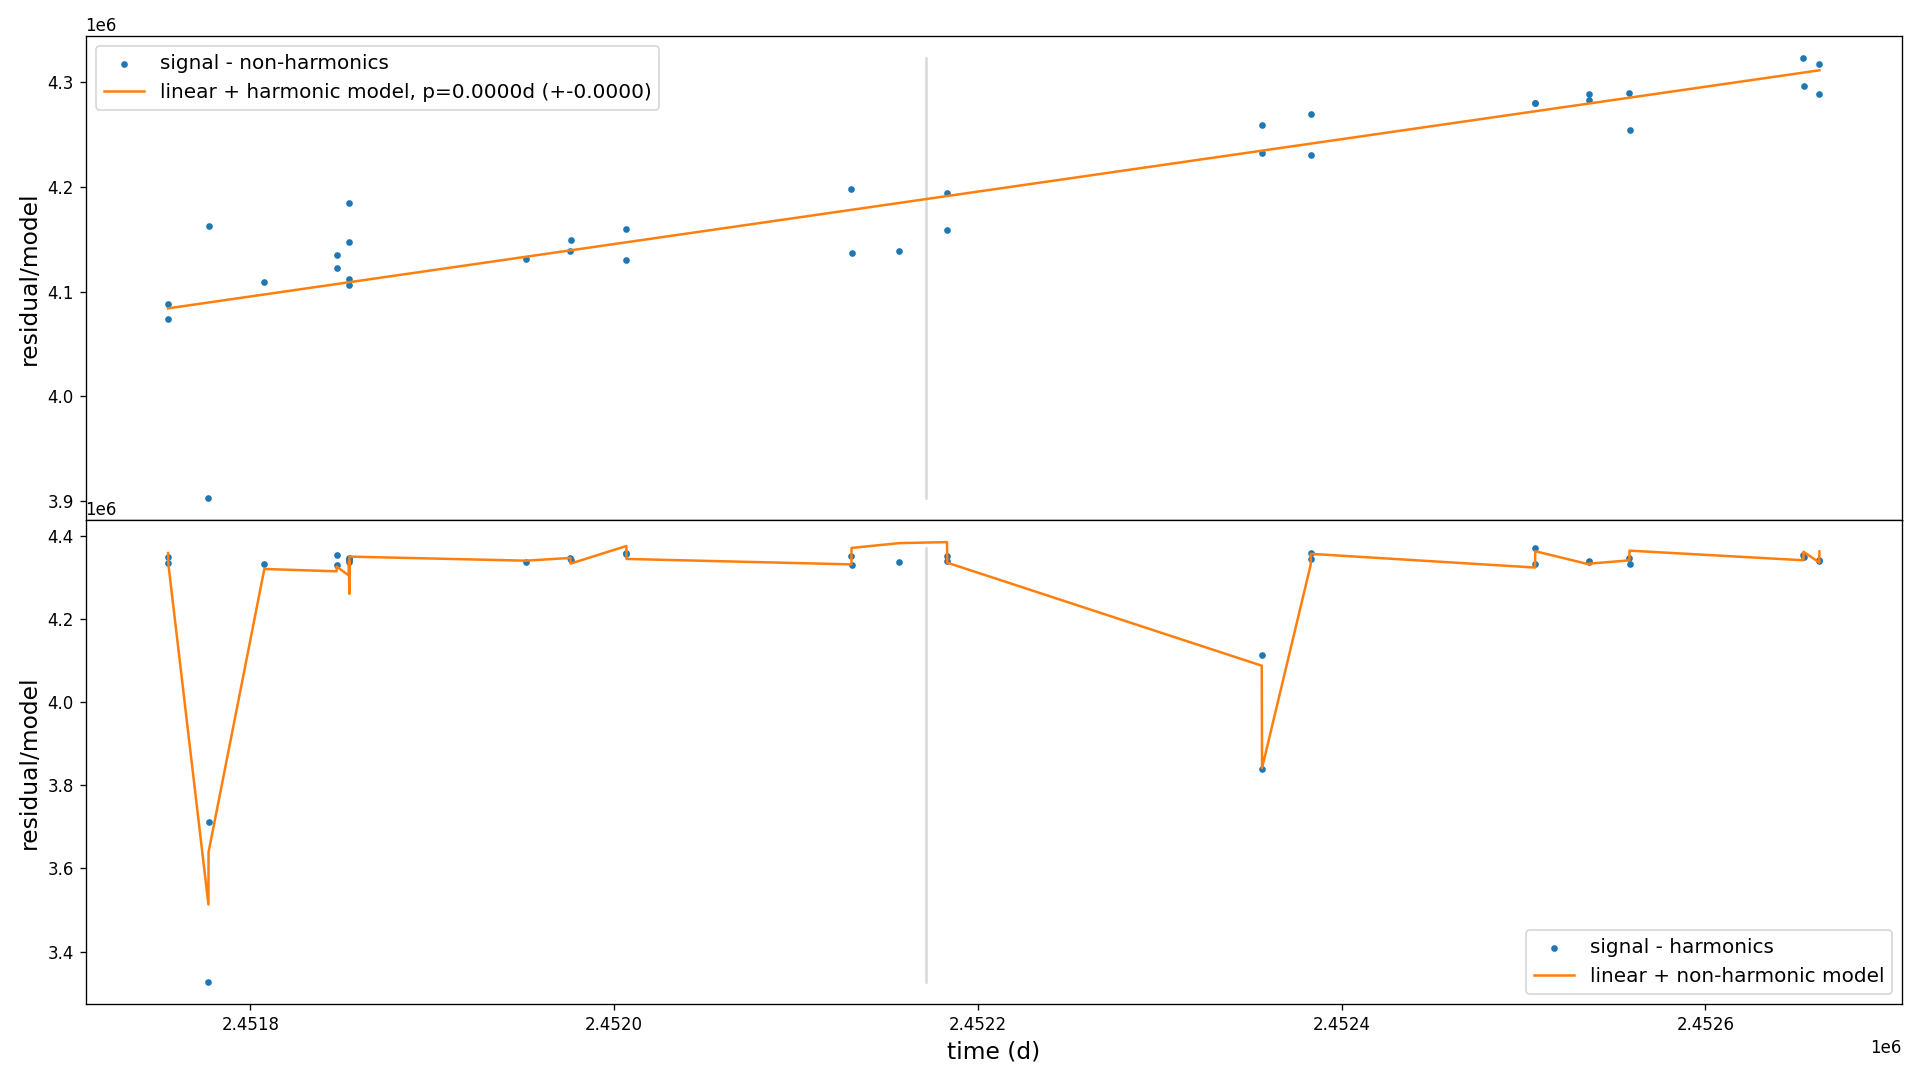 1e6
signal - non-harmonics
linear + harmonic model, p=0.0000d (+-0.0000)
4.3
4.2
4.1
4.0
3.9
residual/model
1e6
4.4
4.2
4.0
3.8
3.6
3.4
residual/model
signal - harmonics
linear + non-harmonic model
2.4518
2.4520
2.4522
2.4524
2.4526
time (d)
1e6